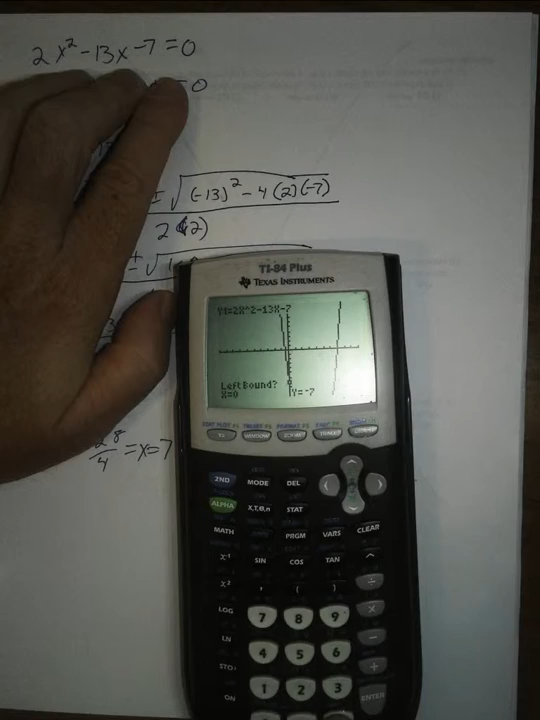 2x² - 13x - 7 = 0
= 0
± √(-13)² - 4(2)(-7)
2(2)
± √
28/4 = x = 7
TI-84 Plus
TEXAS INSTRUMENTS
Y1=2X^2-13X-7
LeftBound?
X=0 Y=-7
STAT PLOT F1 TBLSET F2 FORMAT F3 CALC F4 TABLE F5
Y= WINDOW ZOOM TRACE GRAPH
2ND MODE DEL
ALPHA X,T,Θ,n STAT
MATH PRGM VARS CLEAR
x⁻¹ SIN COS TAN ^
x² , ( ) ÷
LOG 7 8 9 ×
LN 4 5 6 −
STO 1 2 3 +
ON ENTER